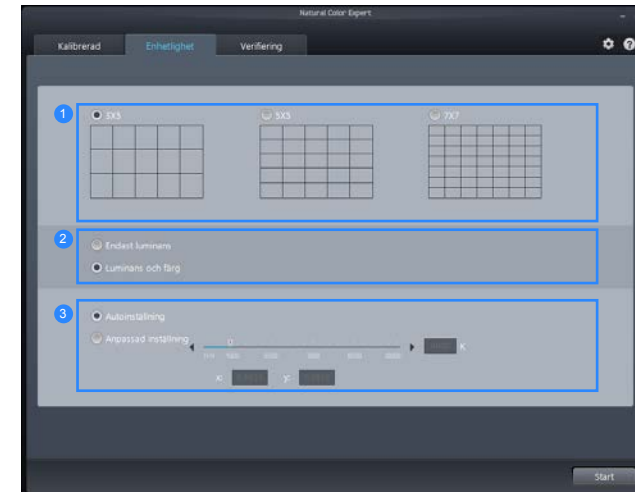 Natural Color Expert
Kalibrerad Enhetlighet Verifiering
1 3X5 5X5 7X7
2 Endast luminans
Luminans och färg
3 Autoinställning
Anpassad inställning
K
x: y:
Start